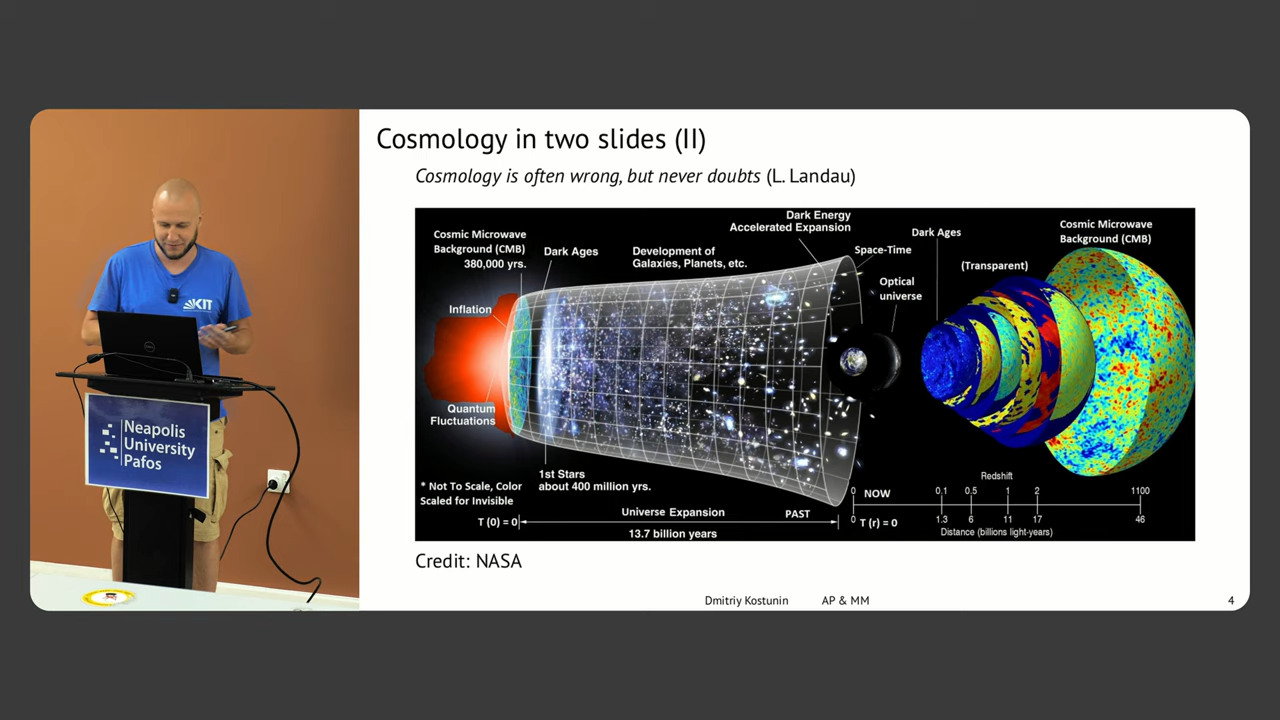 Cosmology in two slides (II)
Cosmology is often wrong, but never doubts (L. Landau)
Cosmic Microwave
Background (CMB)
380,000 yrs.
Dark Ages
Development of
Galaxies, Planets, etc.
Dark Energy
Accelerated Expansion
Space-Time
Optical
universe
Dark Ages
(Transparent)
Cosmic Microwave
Background (CMB)
Inflation
Quantum
Fluctuations
1st Stars
about 400 million yrs.
* Not To Scale, Color
Scaled for Invisible
T (0) = 0
Universe Expansion
PAST
13.7 billion years
Redshift
0 NOW 0.1 0.5 1 2 1100
0 T (r) = 0 1.3 6 11 17 46
Distance (billions light-years)
Credit: NASA
Dmitriy Kostunin AP & MM 4
KIT
DELL
Neapolis
University
Pafos